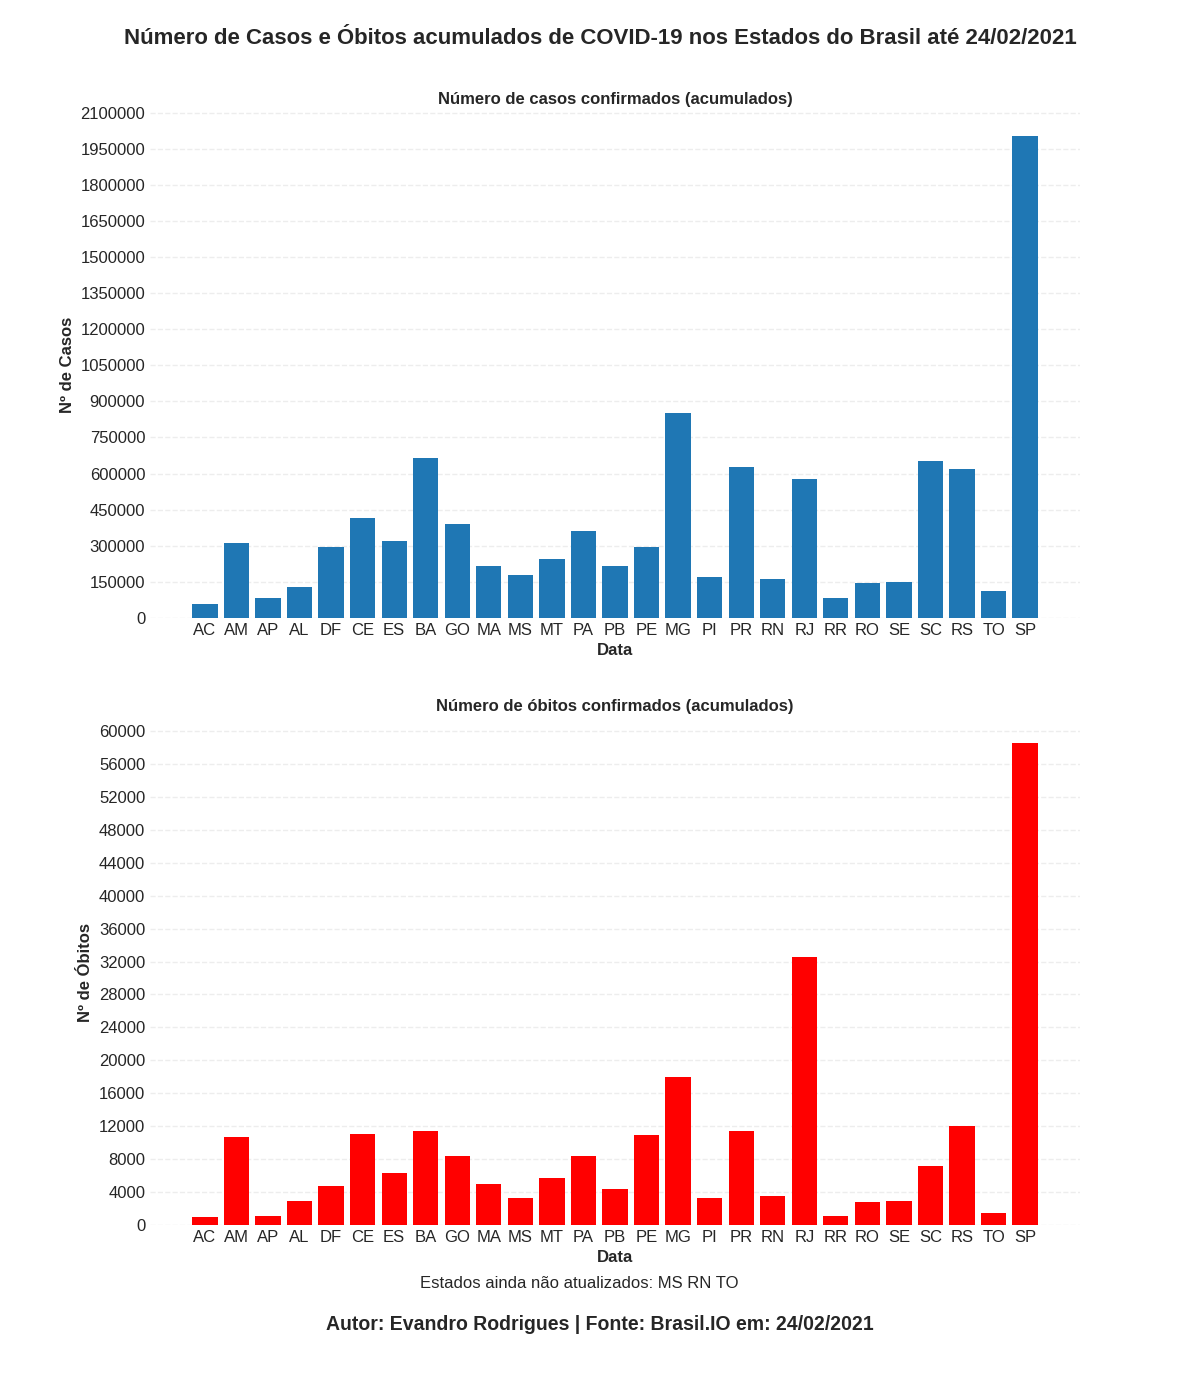 Número de Casos e Óbitos acumulados de COVID-19 nos Estados do Brasil até 24/02/2021
Número de casos confirmados (acumulados)
2100000
1950000
1800000
1650000
1500000
1350000
1200000
1050000
900000
750000
600000
450000
300000
150000
0
Nº de Casos
AC AM AP AL DF CE ES BA GO MA MS MT PA PB PE MG PI PR RN RJ RR RO SE SC RS TO SP
Data
Número de óbitos confirmados (acumulados)
60000
56000
52000
48000
44000
40000
36000
32000
28000
24000
20000
16000
12000
8000
4000
0
Nº de Óbitos
AC AM AP AL DF CE ES BA GO MA MS MT PA PB PE MG PI PR RN RJ RR RO SE SC RS TO SP
Data
Estados ainda não atualizados: MS RN TO
Autor: Evandro Rodrigues | Fonte: Brasil.IO em: 24/02/2021